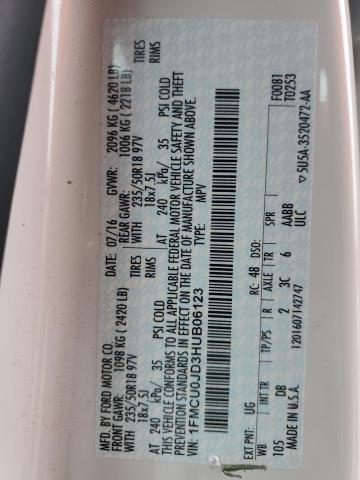 MFD. BY FORD MOTOR CO.
DATE: 07/16 GVWR: 2096 KG ( 4620 LB)
FRONT GAWR: 1098 KG ( 2420 LB) REAR GAWR: 1006 KG ( 2218 LB)
WITH 235/50R18 97V TIRES WITH 235/50R18 97V TIRES
18x7.5J RIMS 18x7.5J RIMS
AT 240 kPa/ 35 PSI COLD AT 240 kPa/ 35 PSI COLD
THIS VEHICLE CONFORMS TO ALL APPLICABLE FEDERAL MOTOR VEHICLE SAFETY AND THEFT
PREVENTION STANDARDS IN EFFECT ON THE DATE OF MANUFACTURE SHOWN ABOVE.
VIN: 1FMCU0JD3HUB06123
TYPE: MPV
F0081
T0253
EXT PNT: UG RC: 48 DSO:
WB INT TR TP/PS R AXLE TR SPR
105 DB 2 3C 6 AABB
ULC
MADE IN U.S.A. 1201607142747
▽5U5A-3520472-AA